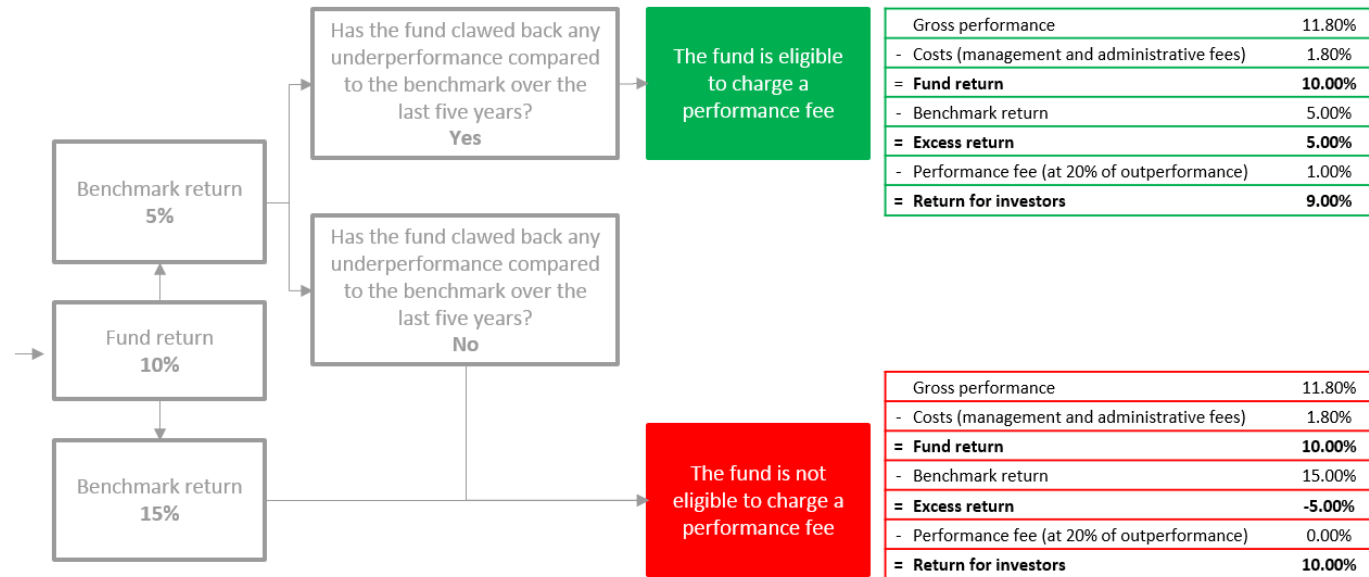 Has the fund clawed back any
underperformance compared
to the benchmark over the
last five years?
Yes
The fund is eligible
to charge a
performance fee
Gross performance 11.80%
- Costs (management and administrative fees) 1.80%
= Fund return 10.00%
- Benchmark return 5.00%
= Excess return 5.00%
- Performance fee (at 20% of outperformance) 1.00%
= Return for investors 9.00%
Benchmark return
5%
Has the fund clawed back any
underperformance compared
to the benchmark over the
last five years?
No
Fund return
10%
Benchmark return
15%
The fund is not
eligible to charge a
performance fee
Gross performance 11.80%
- Costs (management and administrative fees) 1.80%
= Fund return 10.00%
- Benchmark return 15.00%
= Excess return -5.00%
- Performance fee (at 20% of outperformance) 0.00%
= Return for investors 10.00%